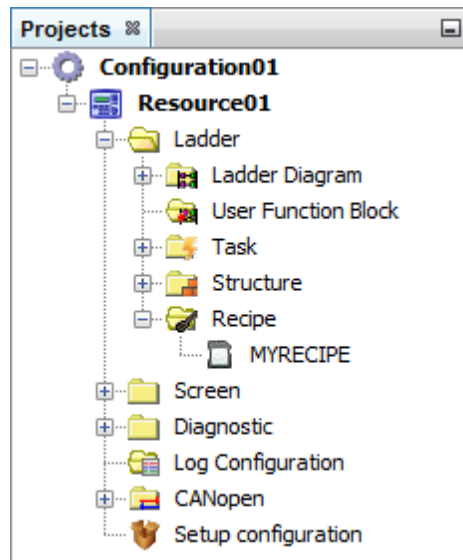 Projects
Configuration01
Resource01
Ladder
Ladder Diagram
User Function Block
Task
Structure
Recipe
MYRECIPE
Screen
Diagnostic
Log Configuration
CANopen
Setup configuration